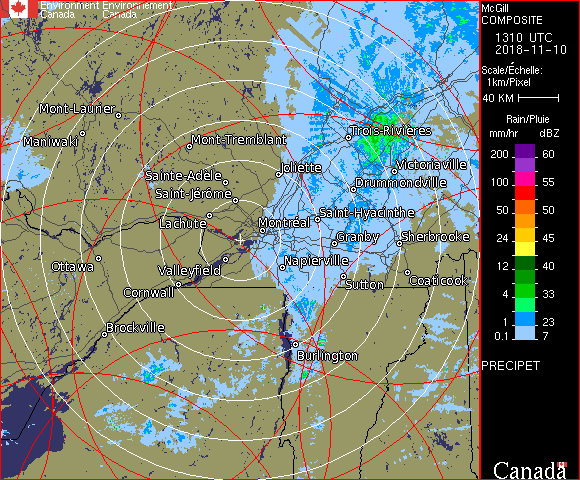 Environment Environnement
Canada Canada
McGill
COMPOSITE
1310 UTC
2018-11-10
Scale/Échelle:
1km/Pixel
40 KM
Rain/Pluie
mm/hr dBZ
200 60
100 55
50 50
24 45
12 40
4 33
1 23
0.1 7
PRECIPET
Canada
Mont-Laurier
Maniwaki
Mont-Tremblant
Trois-Rivières
Joliette
Victoriaville
Sainte-Adèle
Drummondville
Saint-Jérôme
Saint-Hyacinthe
Lachute
Montréal
Granby
Sherbrooke
Ottawa
Valleyfield
Napierville
Cornwall
Sutton
Coaticook
Brockville
Burlington